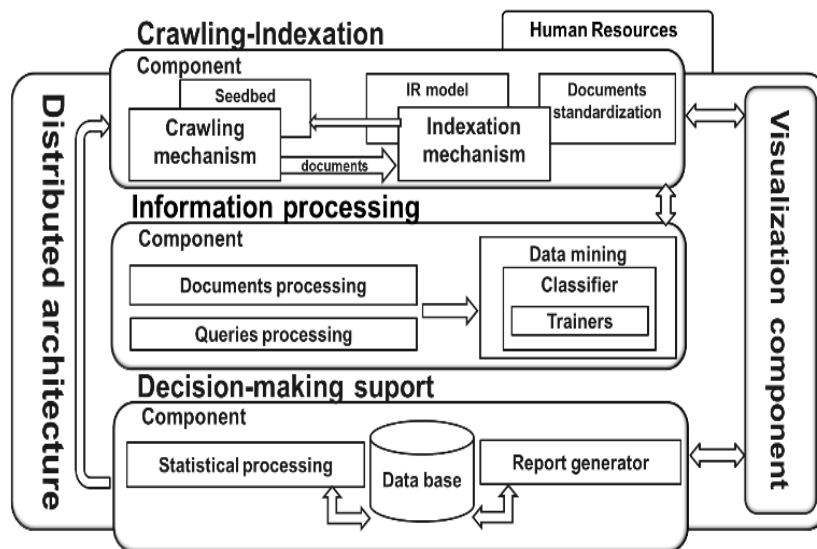 Crawling-Indexation
Human Resources
Component
Seedbed
IR model
Documents
standardization
Crawling
mechanism
Indexation
mechanism
documents
Distributed architecture
Visualization component
Information processing
Component
Documents processing
Queries processing
Data mining
Classifier
Trainers
Decision-making suport
Component
Statistical processing
Data base
Report generator